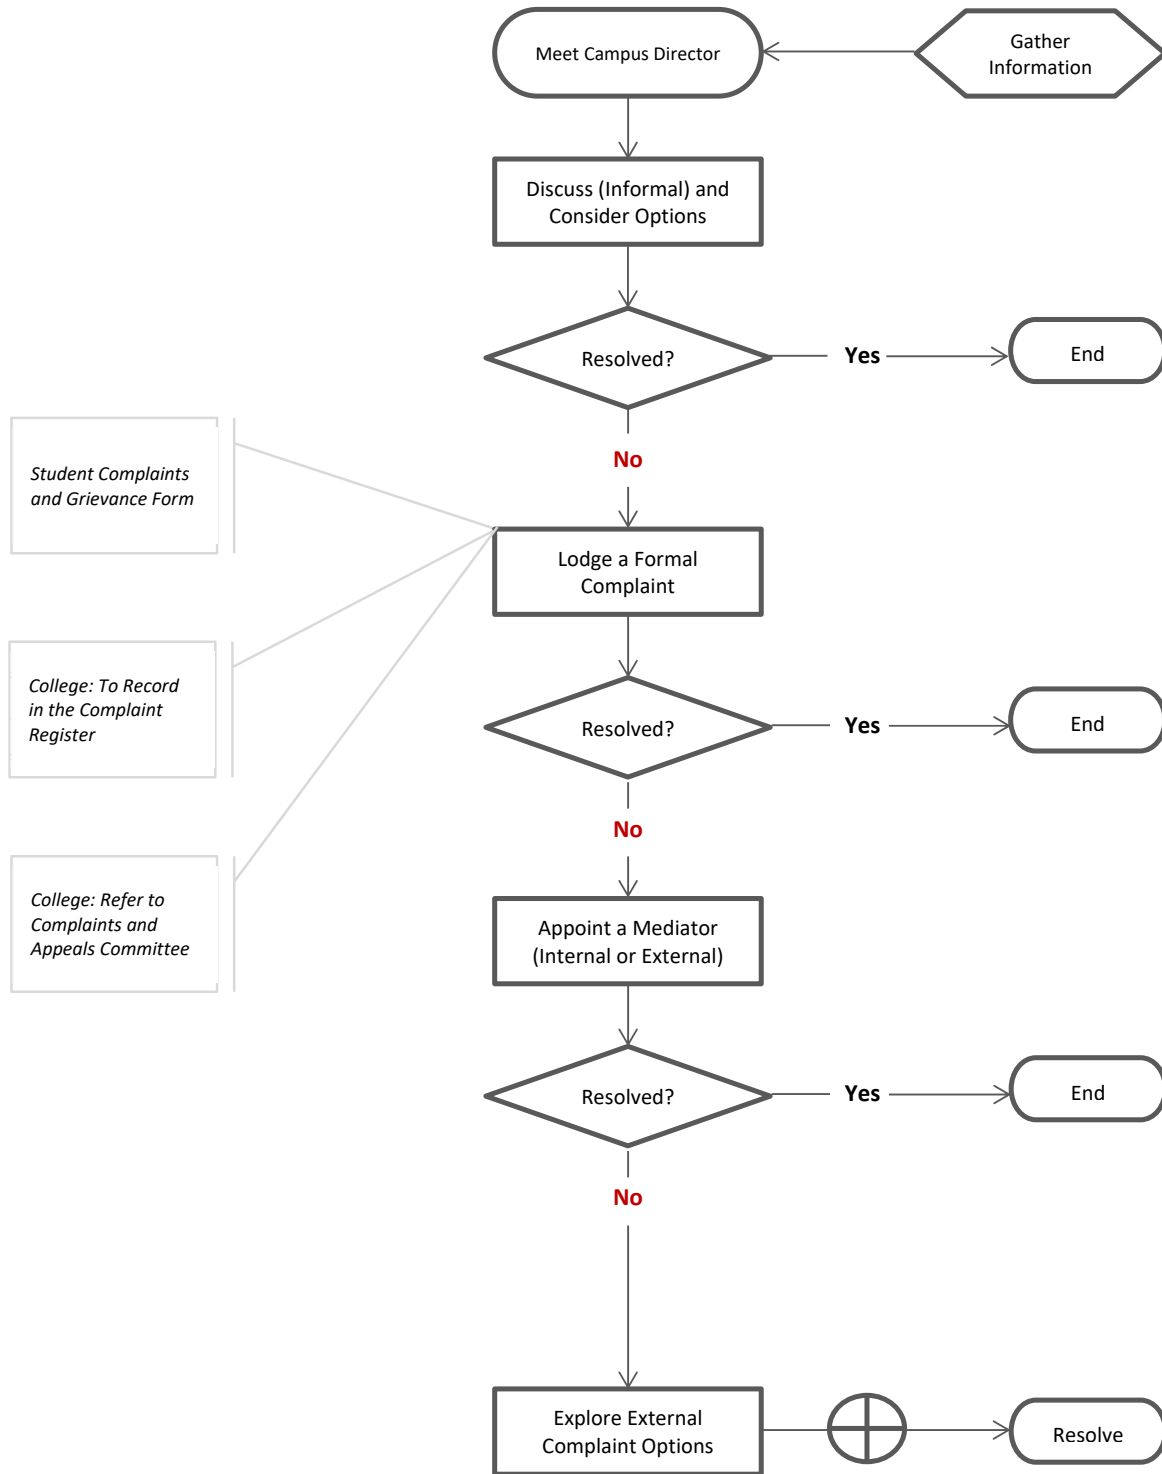 Meet Campus Director
Gather
Information
Discuss (Informal) and
Consider Options
Resolved?
Yes
End
No
Student Complaints
and Grievance Form
Lodge a Formal
Complaint
College: To Record
in the Complaint
Register
Resolved?
Yes
End
No
College: Refer to
Complaints and
Appeals Committee
Appoint a Mediator
(Internal or External)
Resolved?
Yes
End
No
Explore External
Complaint Options
Resolve